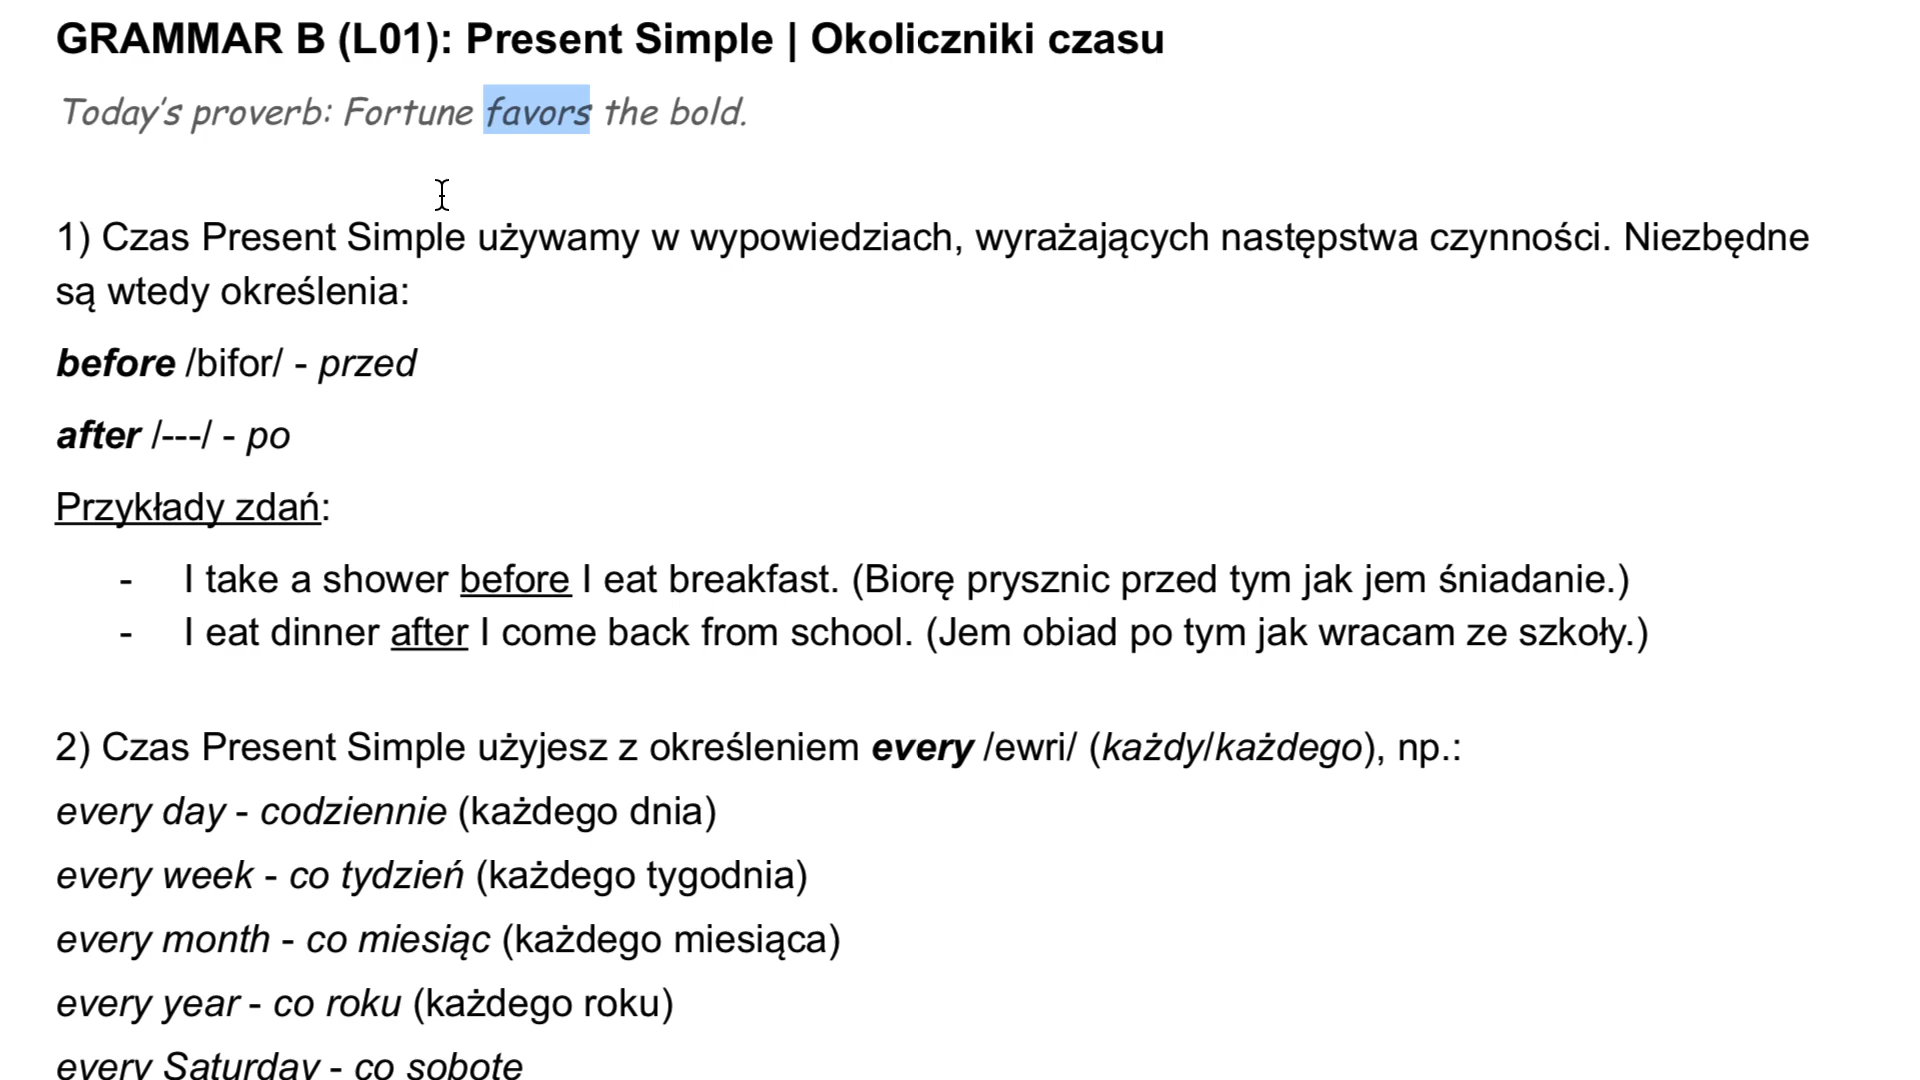 GRAMMAR B (L01): Present Simple | Okoliczniki czasu
Today's proverb: Fortune favors the bold.
1) Czas Present Simple używamy w wypowiedziach, wyrażających następstwa czynności. Niezbędne
są wtedy określenia:
before /bifor/ - przed
after /---/ - po
Przykłady zdań:
- I take a shower before I eat breakfast. (Biorę prysznic przed tym jak jem śniadanie.)
- I eat dinner after I come back from school. (Jem obiad po tym jak wracam ze szkoły.)
2) Czas Present Simple użyjesz z określeniem every /ewri/ (każdy/każdego), np.:
every day - codziennie (każdego dnia)
every week - co tydzień (każdego tygodnia)
every month - co miesiąc (każdego miesiąca)
every year - co roku (każdego roku)
every Saturday - co sobotę